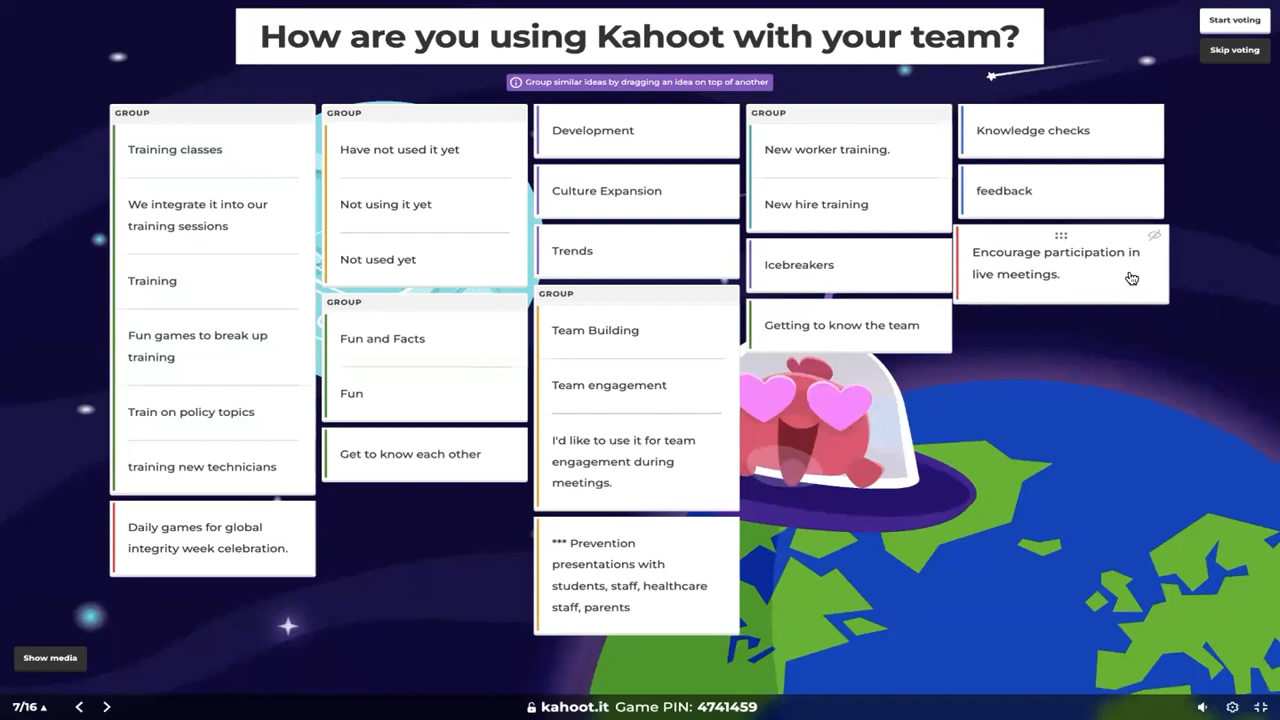 How are you using Kahoot with your team?
Start voting
Skip voting
Group similar ideas by dragging an idea on top of another
GROUP
Training classes
We integrate it into our
training sessions
Training
Fun games to break up
training
Train on policy topics
training new technicians
Daily games for global
integrity week celebration.
GROUP
Have not used it yet
Not using it yet
Not used yet
GROUP
Fun and Facts
Fun
Get to know each other
Development
Culture Expansion
Trends
GROUP
Team Building
Team engagement
I'd like to use it for team
engagement during
meetings.
*** Prevention
presentations with
students, staff, healthcare
staff, parents
GROUP
New worker training.
New hire training
Icebreakers
Getting to know the team
Knowledge checks
feedback
Encourage participation in
live meetings.
Show media
7/16
kahoot.it Game PIN: 4741459